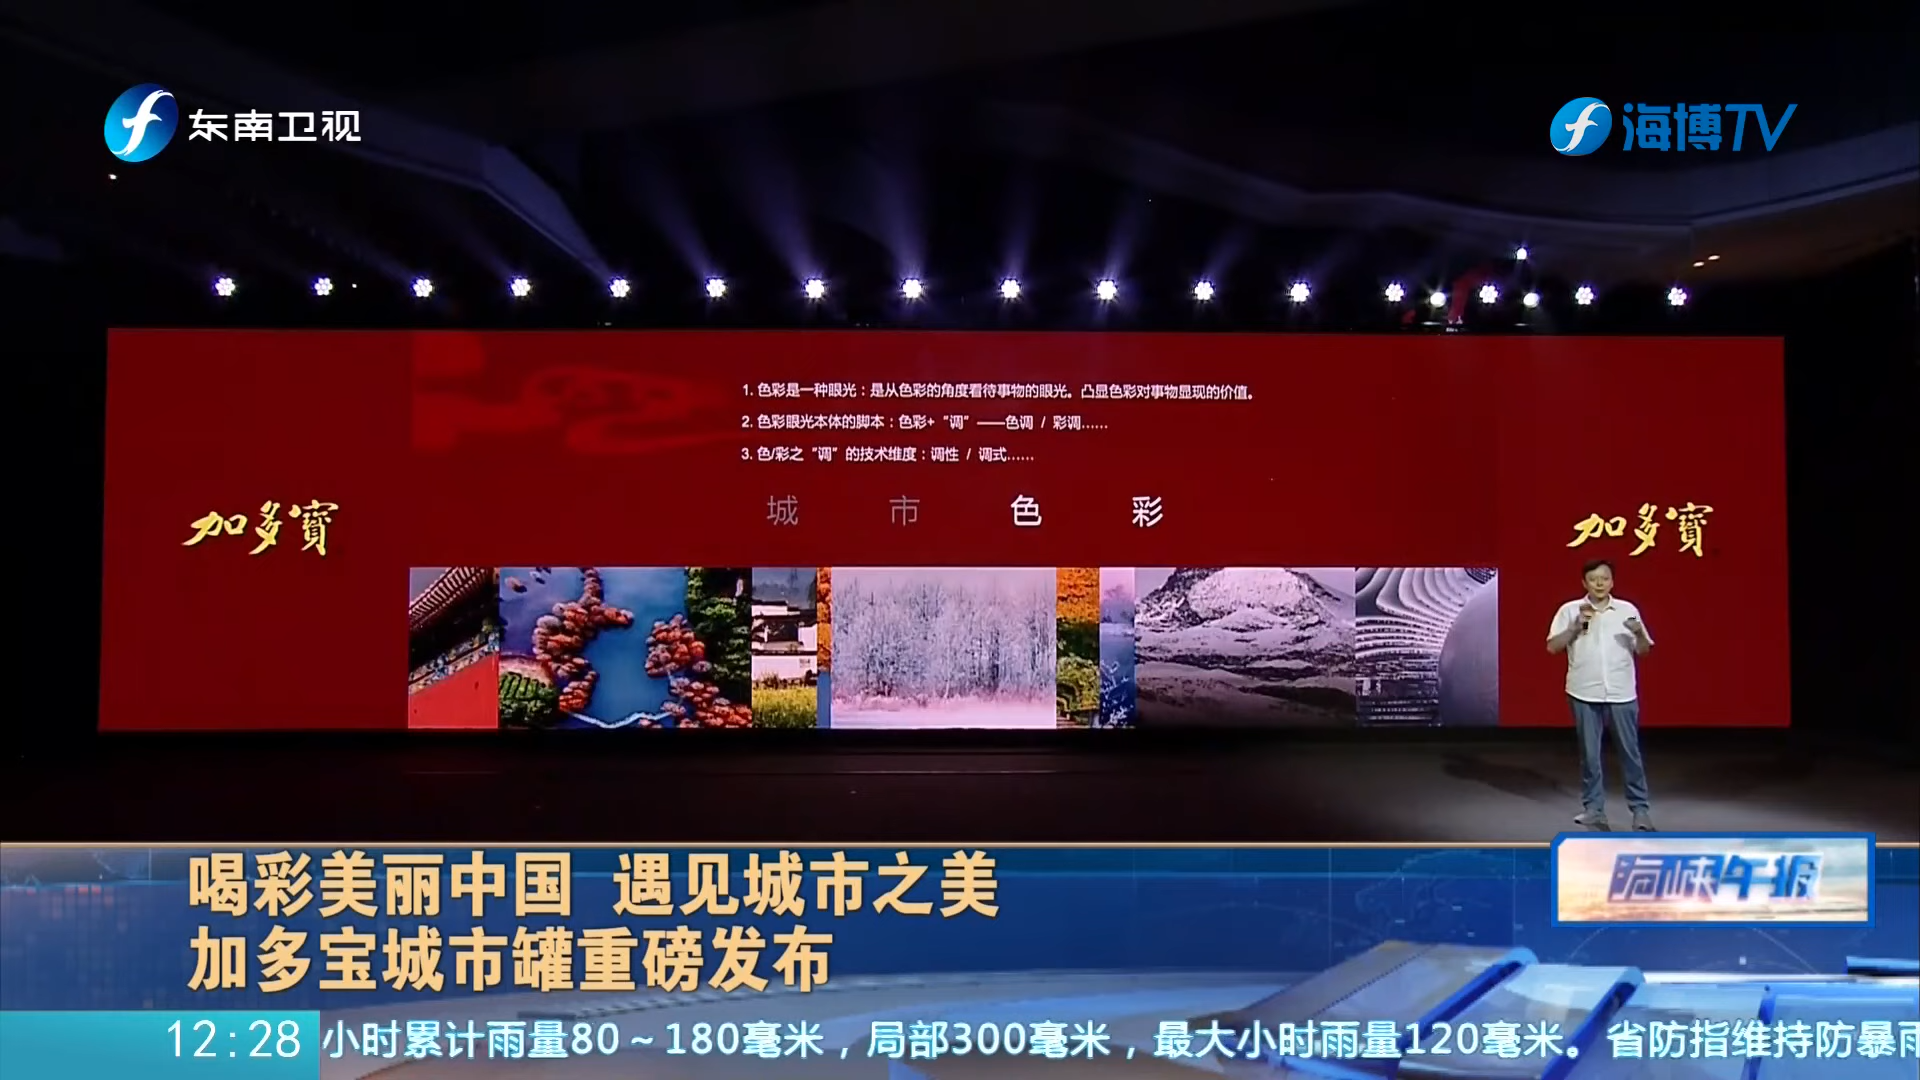 东南卫视
海博TV
1. 色彩是一种眼光：是从色彩的角度看待事物的眼光。凸显色彩对事物显现的价值。
2. 色彩眼光本体的脚本：色彩+“调”——色调 / 彩调……
3. 色/彩之“调”的技术维度：调性 / 调式……
城市色彩
加多寶
加多寶
喝彩美丽中国 遇见城市之美
加多宝城市罐重磅发布
海峡午报
12:28
小时累计雨量80～180毫米，局部300毫米，最大小时雨量120毫米。省防指维持防暴雨